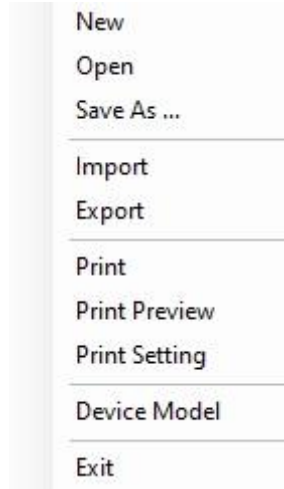 New
Open
Save As ...
Import
Export
Print
Print Preview
Print Setting
Device Model
Exit